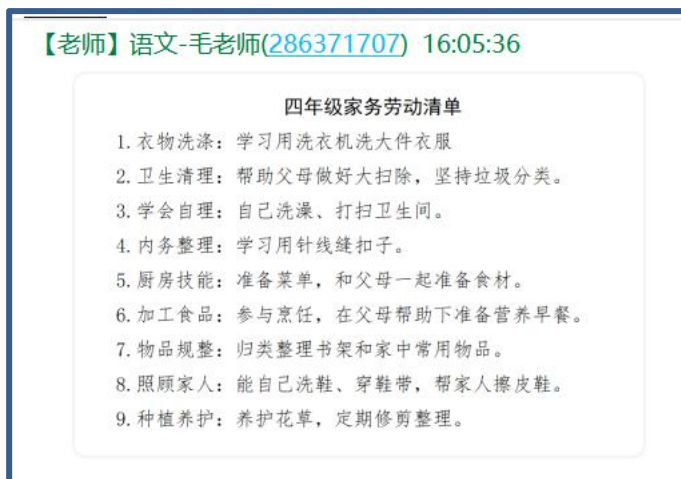 【老师】语文-毛老师(286371707) 16:05:36
四年级家务劳动清单
1.衣物洗涤：学习用洗衣机洗大件衣服
2.卫生清理：帮助父母做好大扫除，坚持垃圾分类。
3.学会自理：自己洗澡、打扫卫生间。
4.内务整理：学习用针线缝扣子。
5.厨房技能：准备菜单，和父母一起准备食材。
6.加工食品：参与烹饪，在父母帮助下准备营养早餐。
7.物品规整：归类整理书架和家中常用物品。
8.照顾家人：能自己洗鞋、穿鞋带，帮家人擦皮鞋。
9.种植养护：养护花草，定期修剪整理。